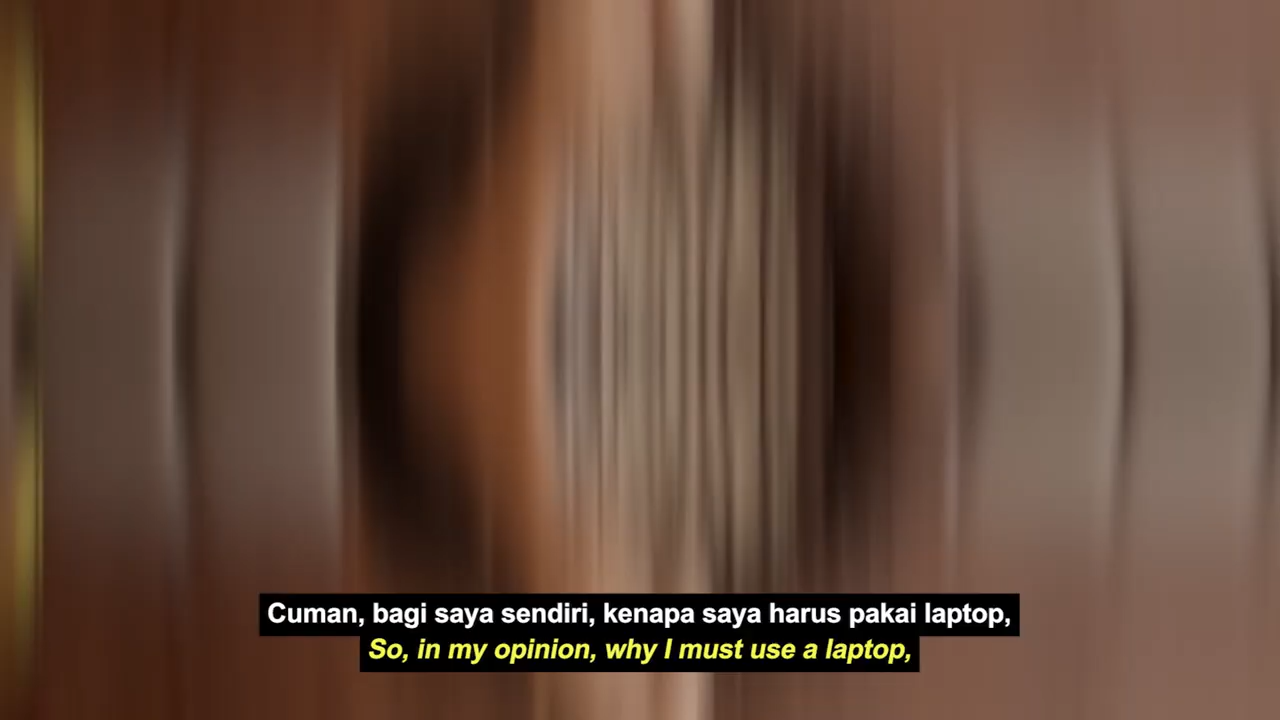 Cuman, bagi saya sendiri, kenapa saya harus pakai laptop,
So, in my opinion, why I must use a laptop,